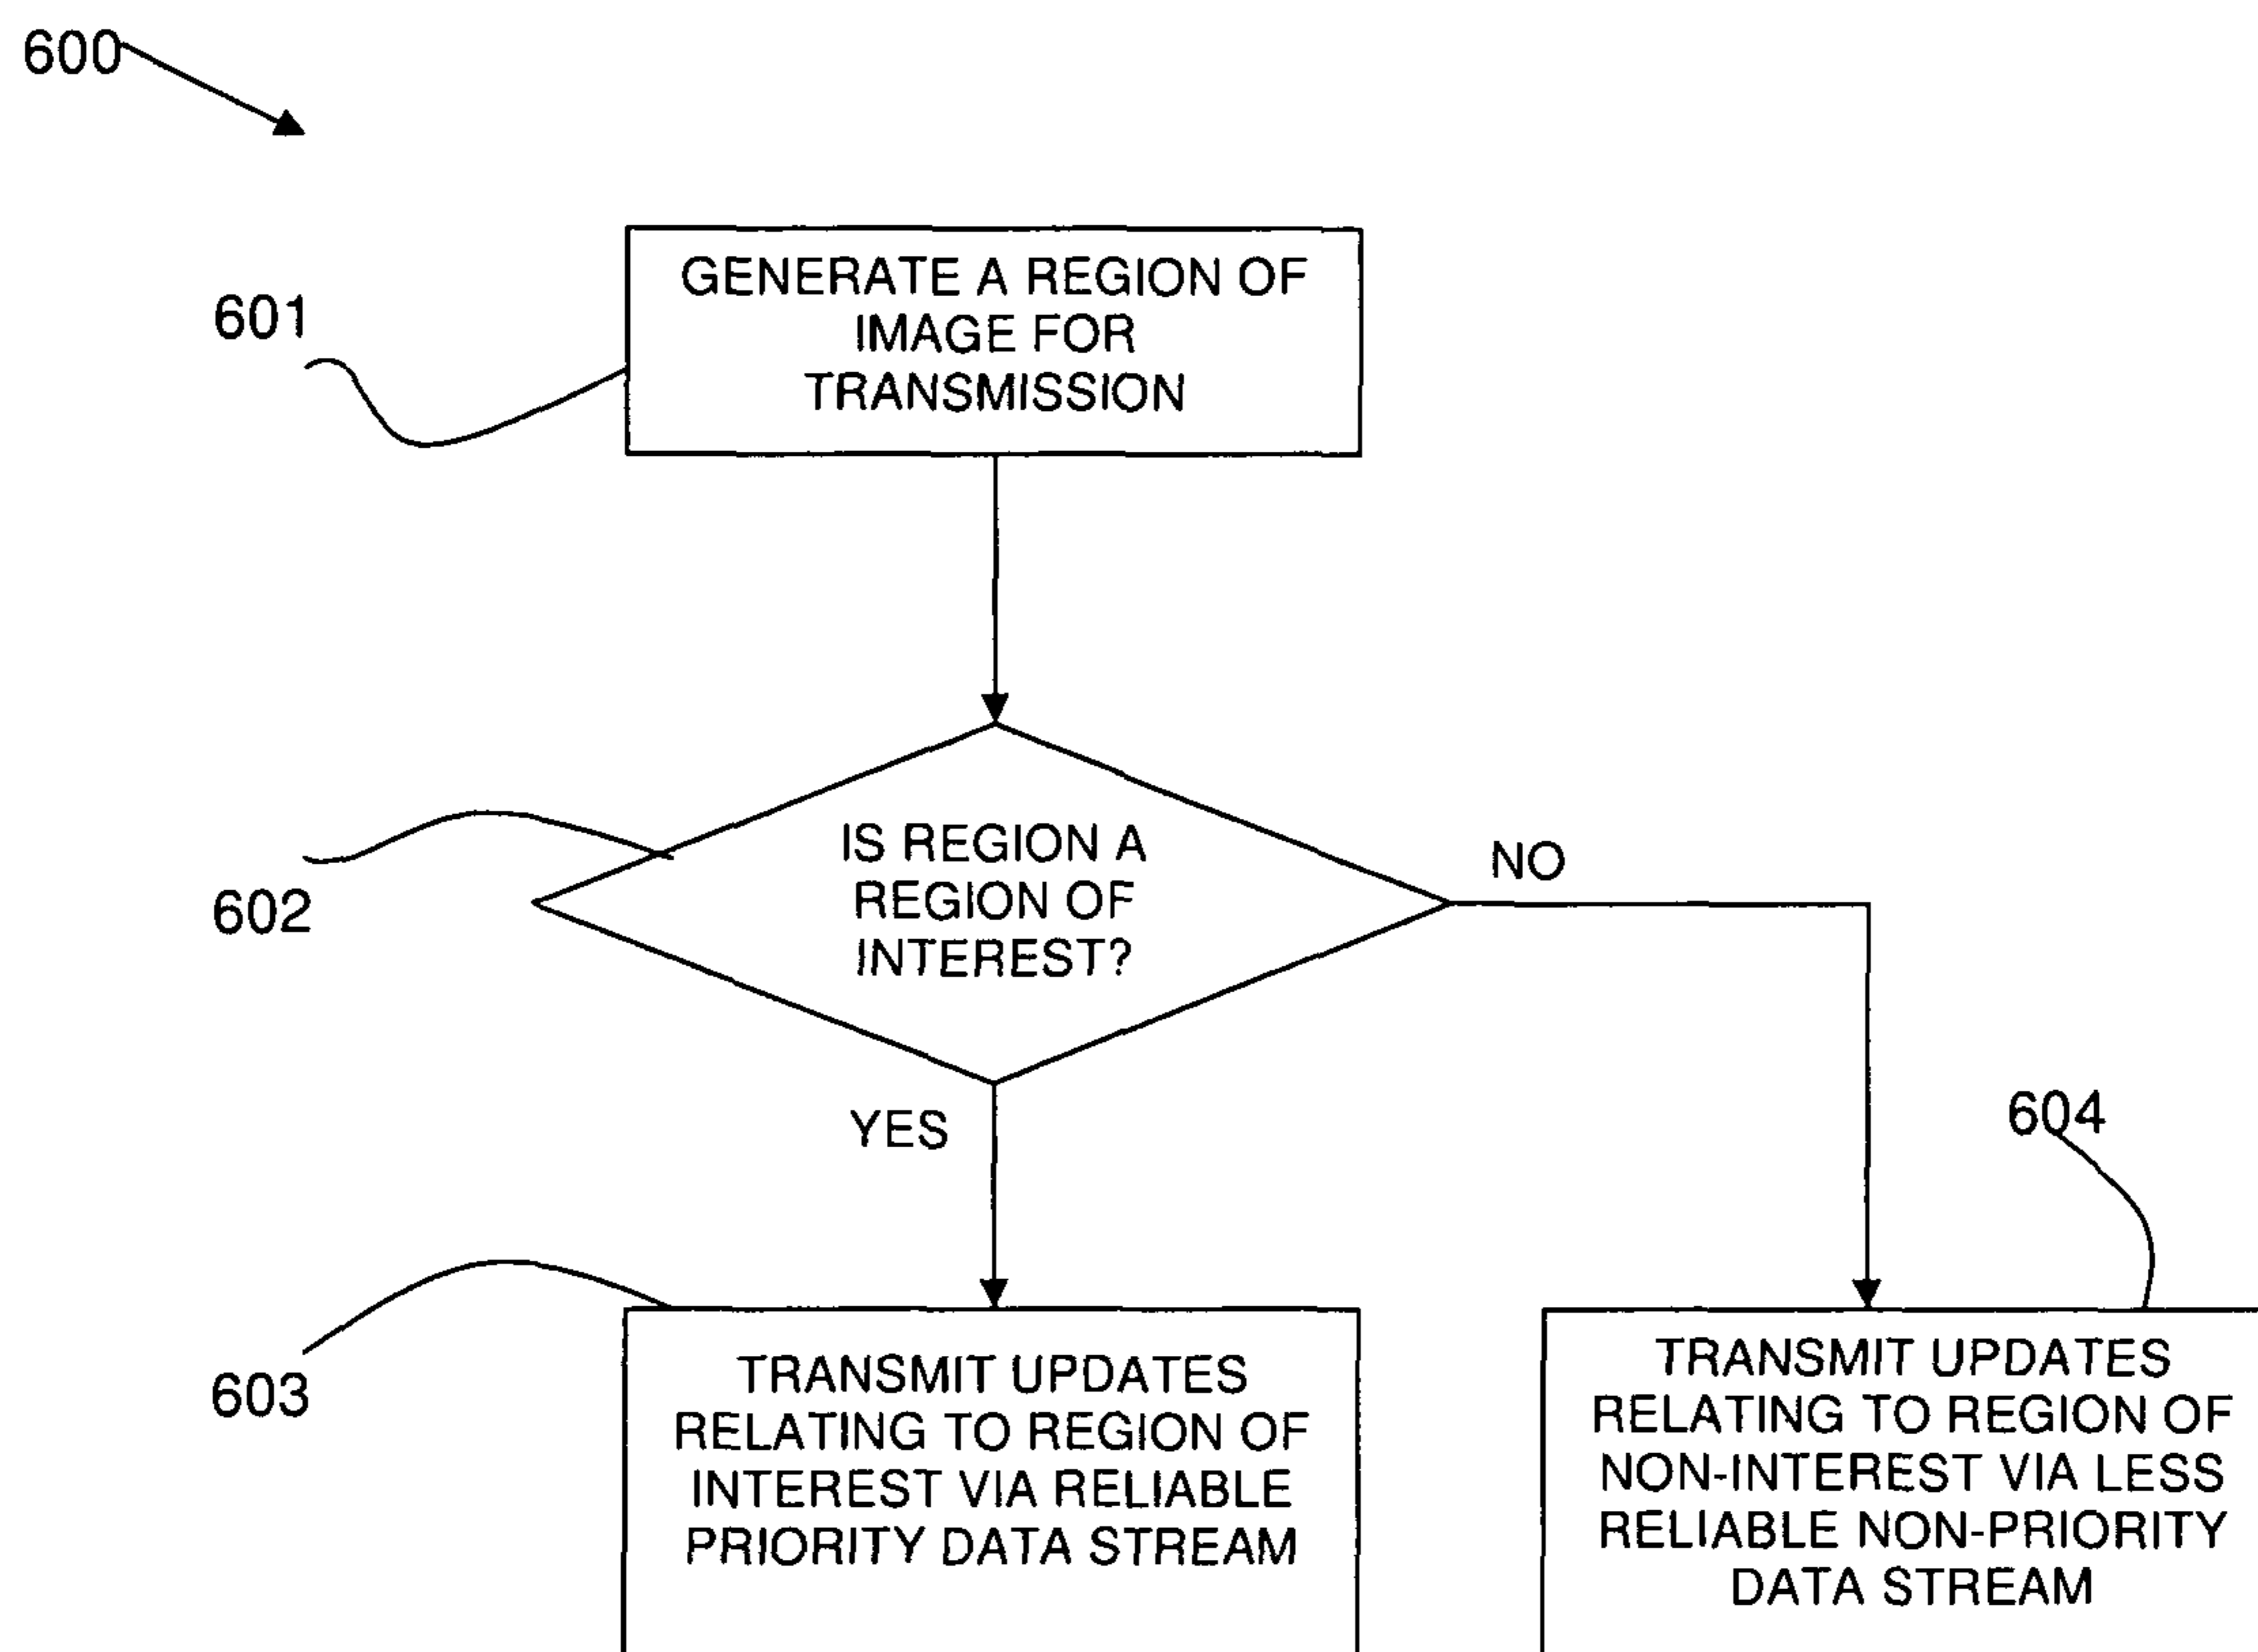 600
601
GENERATE A REGION OF
IMAGE FOR
TRANSMISSION
602
IS REGION A
REGION OF
INTEREST?
NO
YES
604
603
TRANSMIT UPDATES
RELATING TO REGION OF
INTEREST VIA RELIABLE
PRIORITY DATA STREAM
TRANSMIT UPDATES
RELATING TO REGION OF
NON-INTEREST VIA LESS
RELIABLE NON-PRIORITY
DATA STREAM